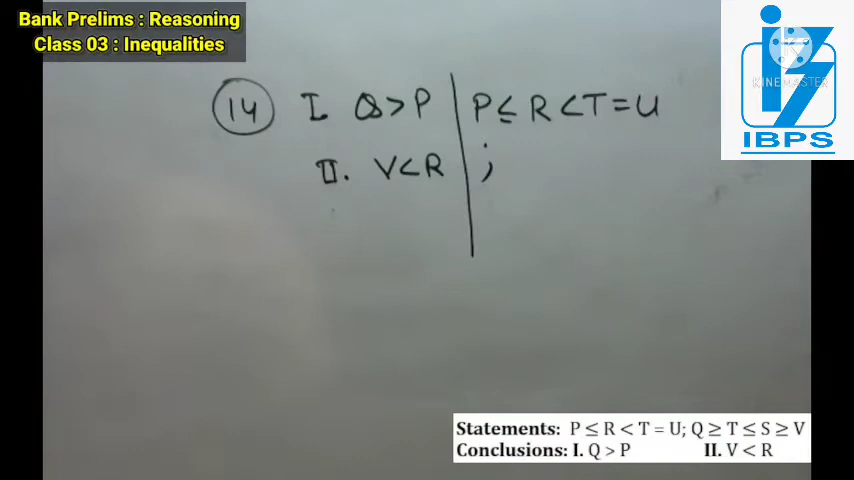 Bank Prelims : Reasoning
Class 03 : Inequalities
KINEMASTER
IBPS
14 I. Q > P P ≤ R < T = U
II. V < R ;
Statements: P ≤ R < T = U; Q ≥ T ≤ S ≥ V
Conclusions: I. Q > P II. V < R